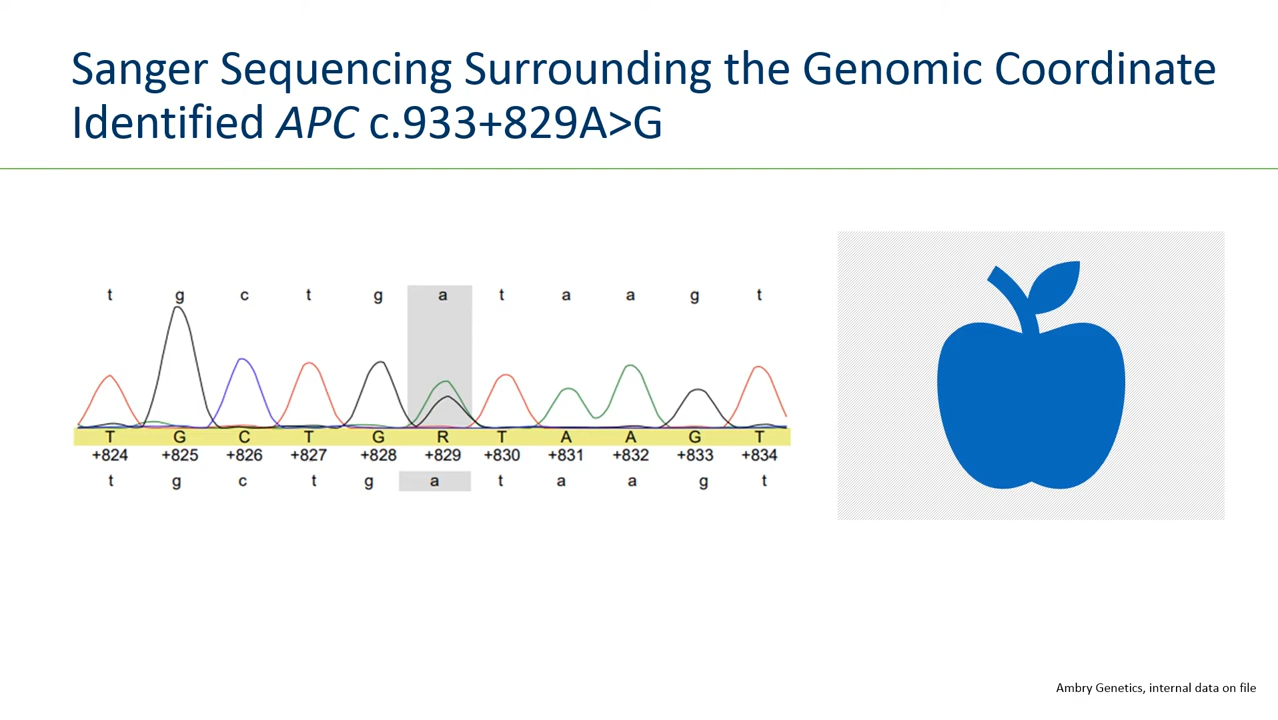 Sanger Sequencing Surrounding the Genomic Coordinate
Identified APC c.933+829A>G
t g c t g a t a a g t
T G C T G R T A A G T
+824 +825 +826 +827 +828 +829 +830 +831 +832 +833 +834
t g c t g a t a a g t
Ambry Genetics, internal data on file